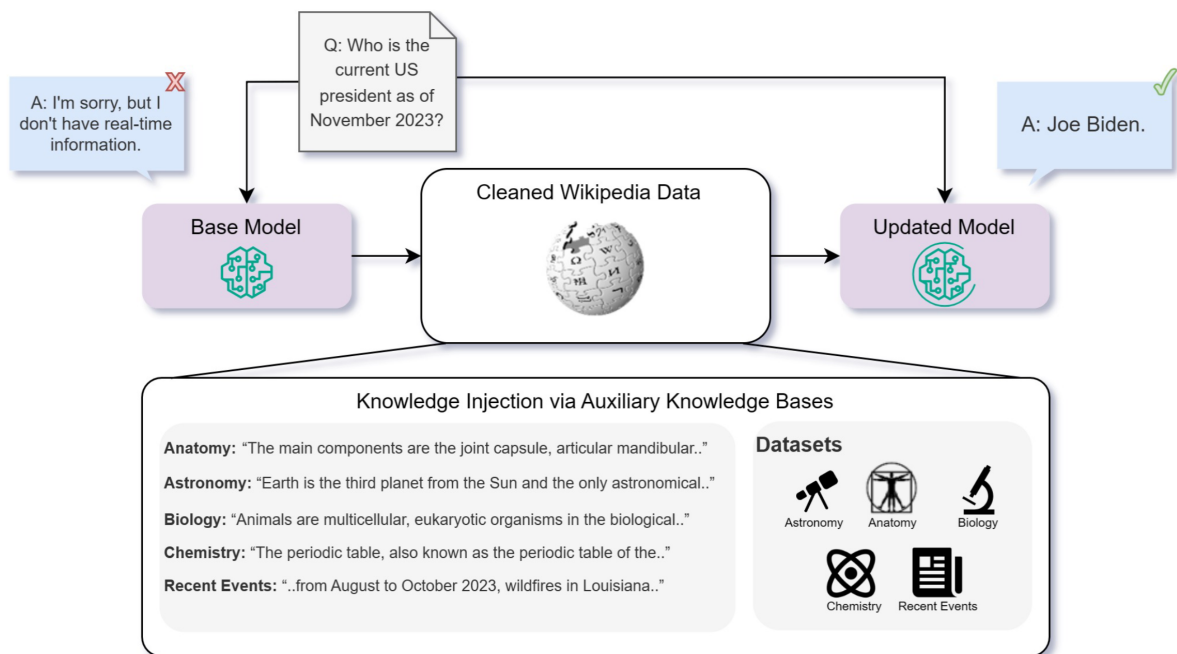 Q: Who is the
current US
president as of
November 2023?
A: I'm sorry, but I
don't have real-time
information.
A: Joe Biden.
Base Model
Cleaned Wikipedia Data
Updated Model
Knowledge Injection via Auxiliary Knowledge Bases
Anatomy: “The main components are the joint capsule, articular mandibular..”
Astronomy: “Earth is the third planet from the Sun and the only astronomical..”
Biology: “Animals are multicellular, eukaryotic organisms in the biological..”
Chemistry: “The periodic table, also known as the periodic table of the..”
Recent Events: “..from August to October 2023, wildfires in Louisiana..”
Datasets
Astronomy
Anatomy
Biology
Chemistry
Recent Events